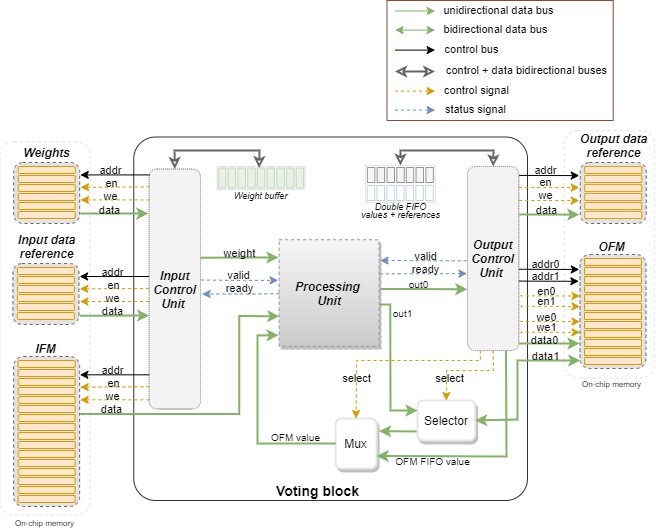 unidirectional data bus
bidirectional data bus
control bus
control + data bidirectional buses
control signal
status signal
Weights
addr
en
we
data
Input data
reference
addr
en
we
data
IFM
addr
en
we
data
On-chip memory
Input
Control
Unit
Weight buffer
Double FIFO
values + references
weight
valid
ready
Processing
Unit
valid
ready
out0
out1
Output
Control
Unit
select
select
Selector
Mux
OFM value
OFM FIFO value
Voting block
Output data
reference
addr
en
we
data
OFM
addr0
addr1
en0
en1
we0
we1
data0
data1
On-chip memory